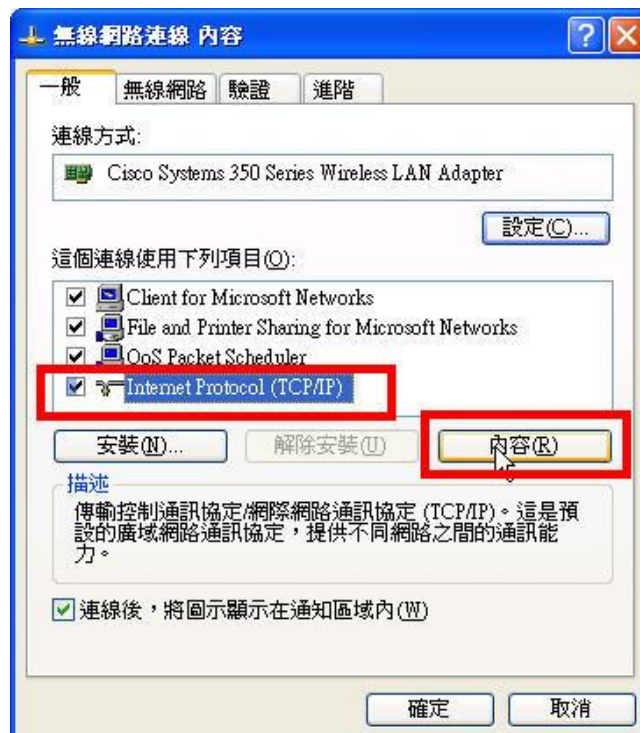 無線網路連線 內容
一般 無線網路 驗證 進階
連線方式:
Cisco Systems 350 Series Wireless LAN Adapter
設定(C)...
這個連線使用下列項目(O):
Client for Microsoft Networks
File and Printer Sharing for Microsoft Networks
QoS Packet Scheduler
Internet Protocol (TCP/IP)
安裝(N)... 解除安裝(U) 內容(R)
描述
傳輸控制通訊協定/網際網路通訊協定 (TCP/IP)。這是預
設的廣域網路通訊協定，提供不同網路之間的通訊能
力。
連線後，將圖示顯示在通知區域內(W)
確定 取消